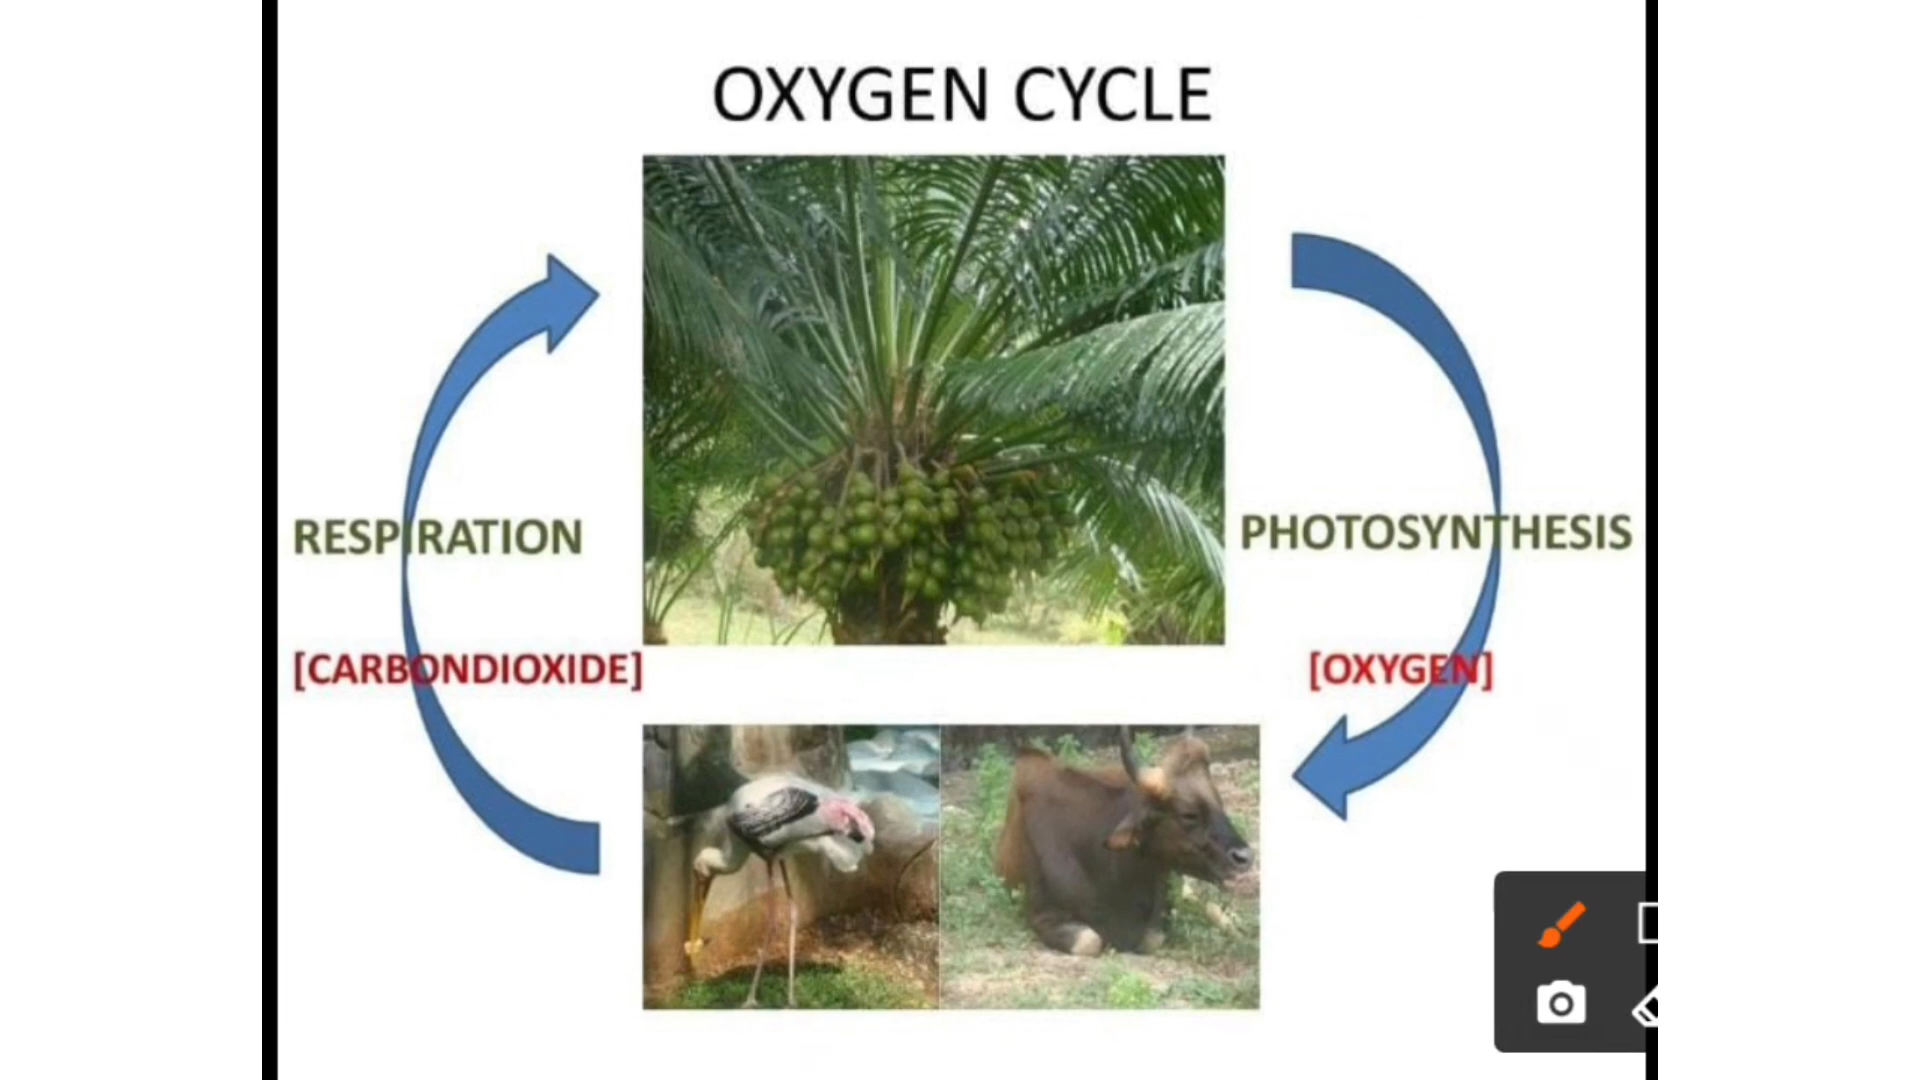 OXYGEN CYCLE
RESPIRATION
PHOTOSYNTHESIS
[CARBONDIOXIDE]
[OXYGEN]